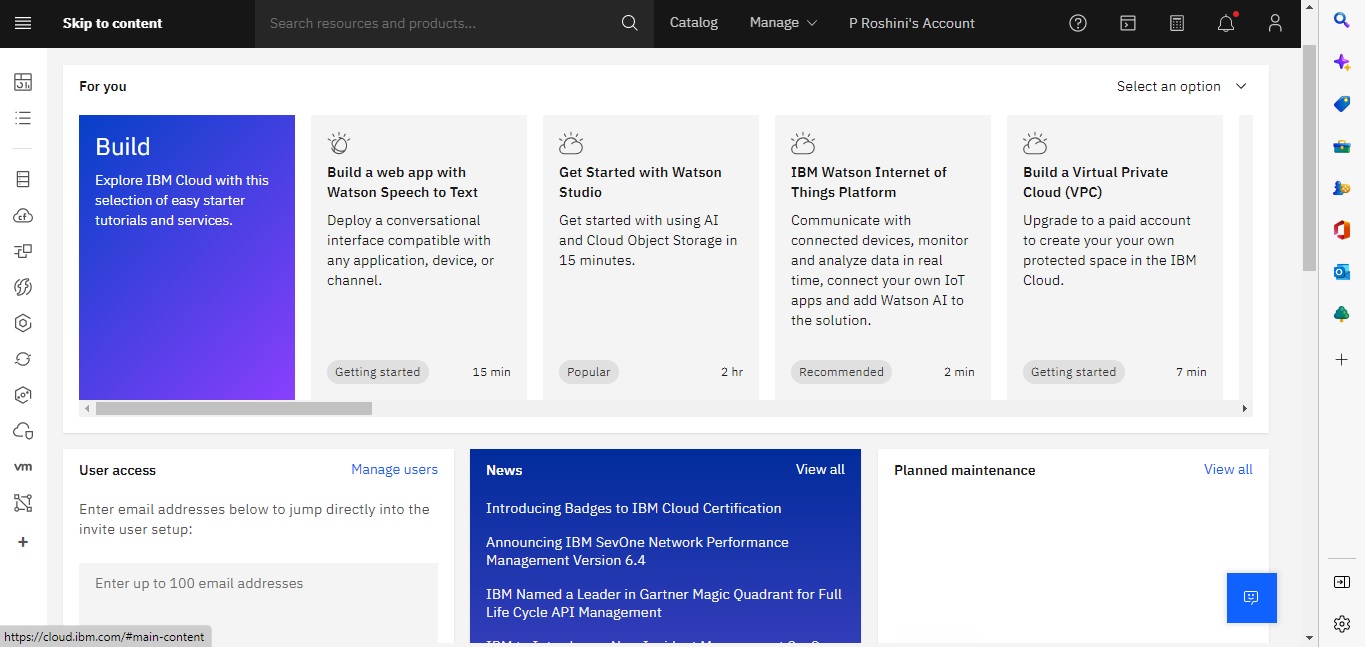 Skip to content
Search resources and products...
Catalog
Manage
P Roshini's Account
For you
Select an option
Build
Explore IBM Cloud with this
selection of easy starter
tutorials and services.
Build a web app with
Watson Speech to Text
Deploy a conversational
interface compatible with
any application, device, or
channel.
Getting started
15 min
Get Started with Watson
Studio
Get started with using AI
and Cloud Object Storage in
15 minutes.
Popular
2 hr
IBM Watson Internet of
Things Platform
Communicate with
connected devices, monitor
and analyze data in real
time, connect your own IoT
apps and add Watson AI to
the solution.
Recommended
2 min
Build a Virtual Private
Cloud (VPC)
Upgrade to a paid account
to create your your own
protected space in the IBM
Cloud.
Getting started
7 min
cf
vm
User access
Manage users
Enter email addresses below to jump directly into the
invite user setup:
Enter up to 100 email addresses
News
View all
Introducing Badges to IBM Cloud Certification
Announcing IBM SevOne Network Performance
Management Version 6.4
IBM Named a Leader in Gartner Magic Quadrant for Full
Life Cycle API Management
Planned maintenance
View all
https://cloud.ibm.com/#main-content